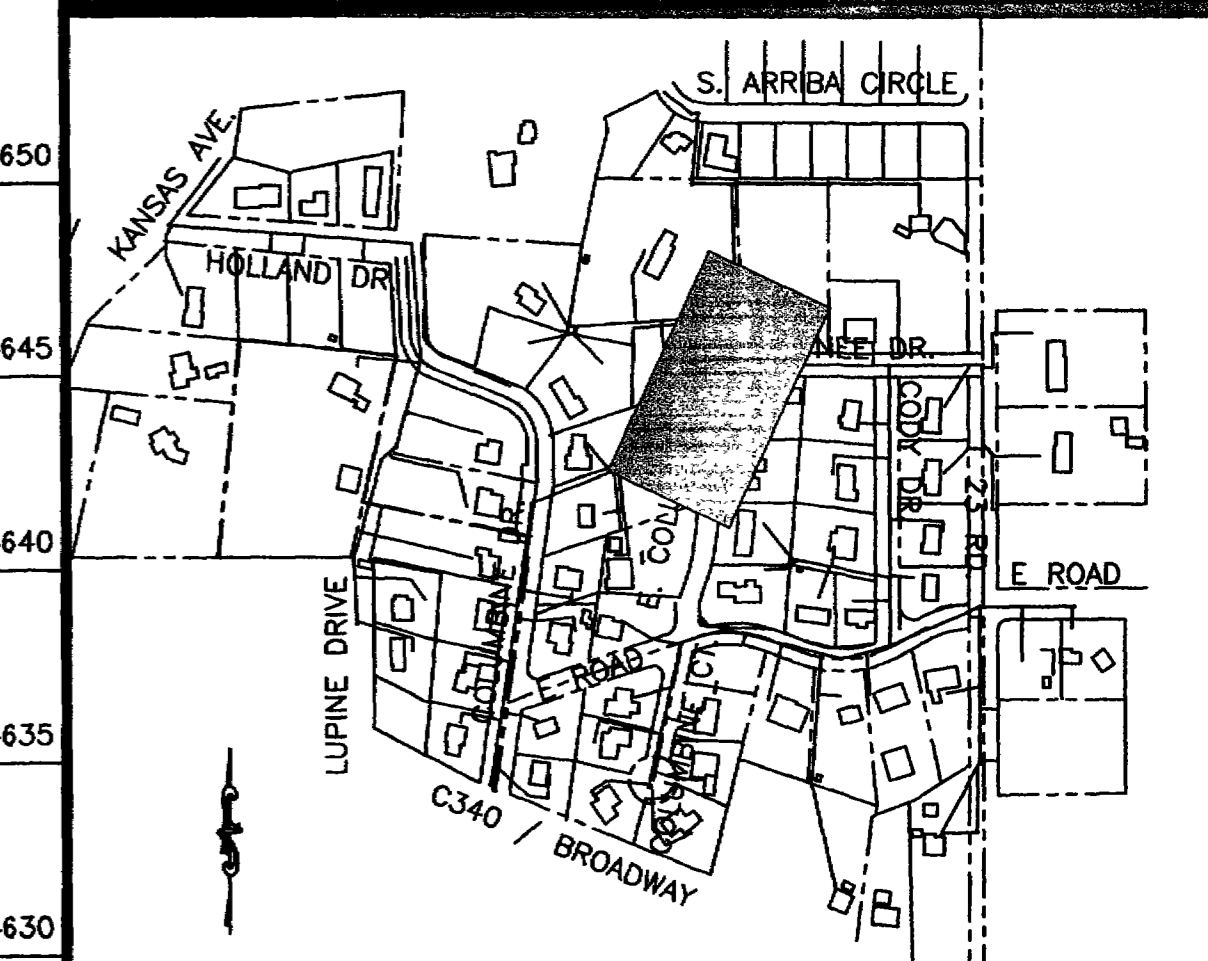 S. ARRIBA CIRCLE
KANSAS AVE.
650
HOLLAND DR
645
NEE DR.
CODY DR
23 RD
640
E. COL
E ROAD
LUPINE DRIVE
COLUMBINE DR.
E ROAD
COLUMBINE CT
635
C340 / BROADWAY
630